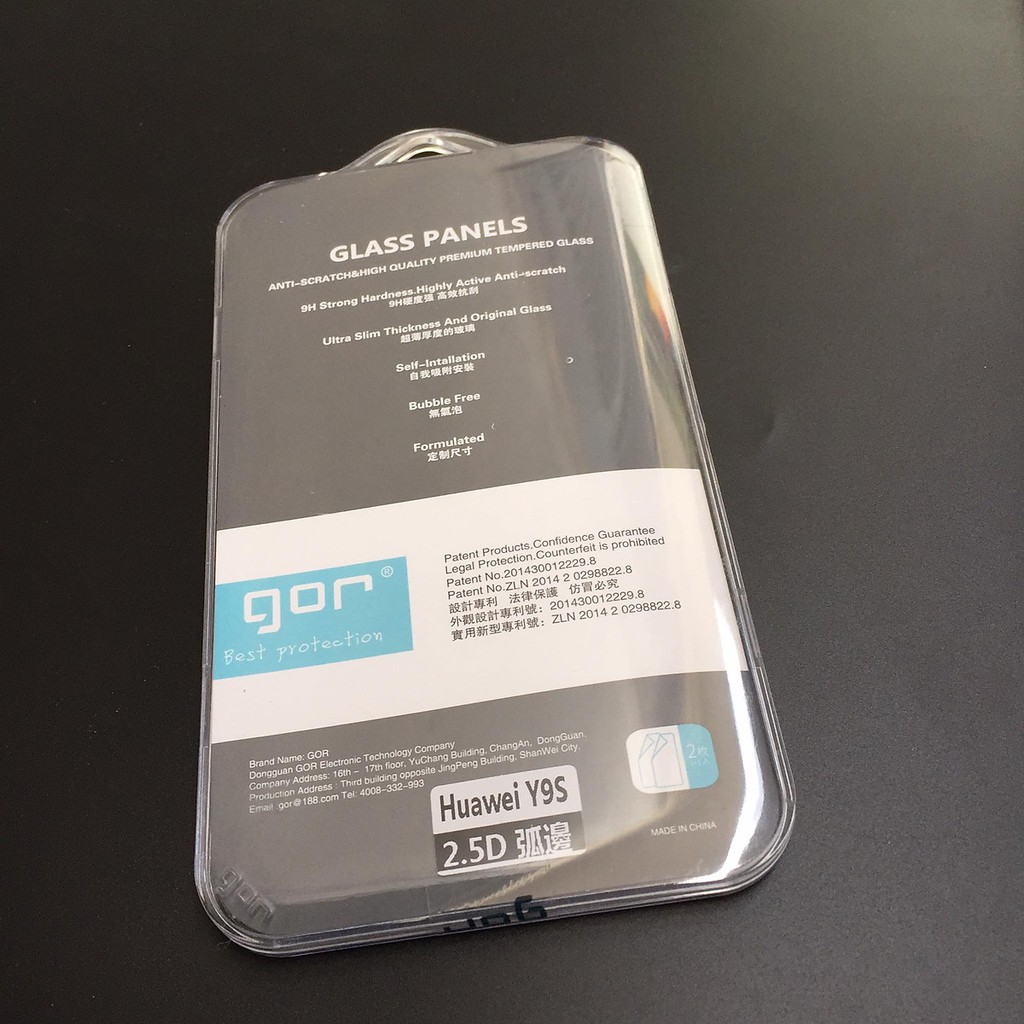 GLASS PANELS
ANTI-SCRATCH&HIGH QUALITY PREMIUM TEMPERED GLASS
9H Strong Hardness.Highly Active Anti-scratch
9H硬度强 高效抗刮
Ultra Slim Thickness And Original Glass
超薄厚度的玻璃
Self-Intallation
自我吸附安裝
Bubble Free
無氣泡
Formulated
定制尺寸
gor®
Best protection
Patent Products.Confidence Guarantee
Legal Protection.Counterfeit is prohibited
Patent No.201430012229.8
Patent No.ZLN 2014 2 0298822.8
設計專利 法律保護 仿冒必究
外觀設計專利號：201430012229.8
實用新型專利號：ZLN 2014 2 0298822.8
Brand Name: GOR
Dongguan GOR Electronic Technology Company
Company Address: 16th - 17th floor, YuChang Building, ChangAn, DongGuan.
Production Address : Third building opposite JingPeng Building, ShanWei City.
Email: gor@188.com Tel: 4008-332-993
2枚
Huawei Y9S
2.5D 弧邊
MADE IN CHINA
gor
gor